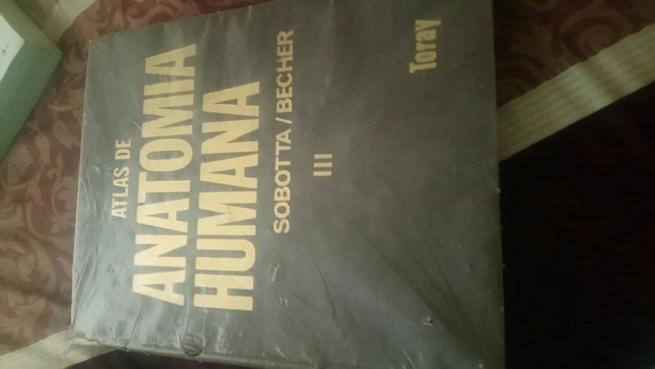 ATLAS DE
ANATOMIA
HUMANA
SOBOTTA / BECHER
III
Toray